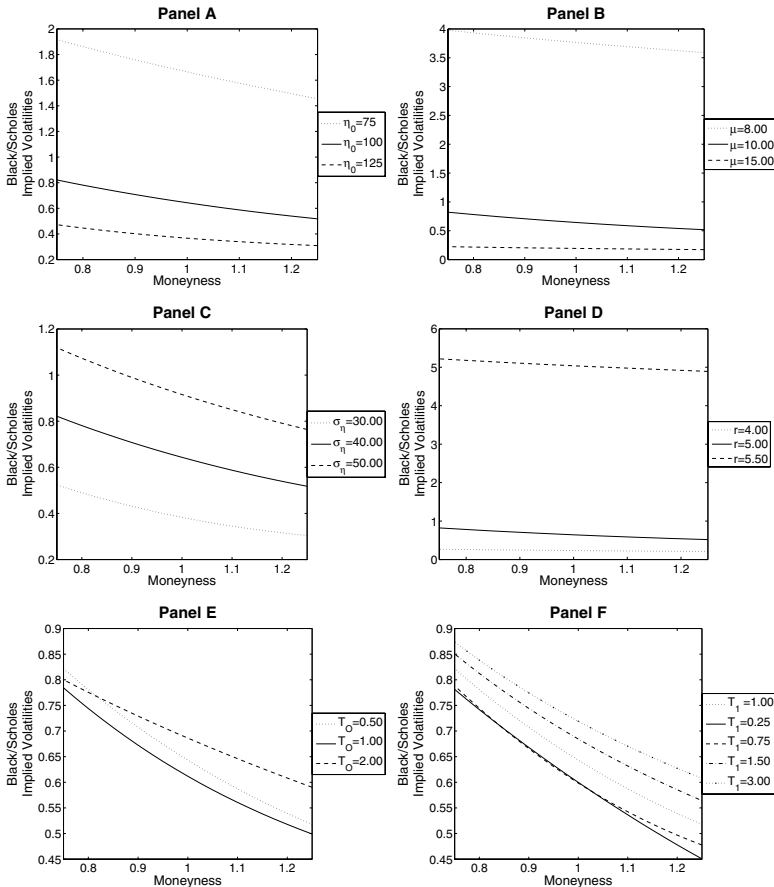 Panel A
Black/Scholes
Implied Volatilities
2
1.8
1.6
1.4
1.2
1
0.8
0.6
0.4
0.2
0.8 0.9 1 1.1 1.2
Moneyness
η0=75
η0=100
η0=125
Panel B
Black/Scholes
Implied Volatilities
4
3.5
3
2.5
2
1.5
1
0.5
0
0.8 0.9 1 1.1 1.2
Moneyness
μ=8.00
μ=10.00
μ=15.00
Panel C
Black/Scholes
Implied Volatilities
1.2
1
0.8
0.6
0.4
0.2
0.8 0.9 1 1.1 1.2
Moneyness
ση=30.00
ση=40.00
ση=50.00
Panel D
Black/Scholes
Implied Volatilities
6
5
4
3
2
1
0
0.8 0.9 1 1.1 1.2
Moneyness
r=4.00
r=5.00
r=5.50
Panel E
Black/Scholes
Implied Volatilities
0.9
0.85
0.8
0.75
0.7
0.65
0.6
0.55
0.5
0.45
0.8 0.9 1 1.1 1.2
Moneyness
TO=0.50
TO=1.00
TO=2.00
Panel F
Black/Scholes
Implied Volatilities
0.9
0.85
0.8
0.75
0.7
0.65
0.6
0.55
0.5
0.45
0.8 0.9 1 1.1 1.2
Moneyness
T1=1.00
T1=0.25
T1=0.75
T1=1.50
T1=3.00